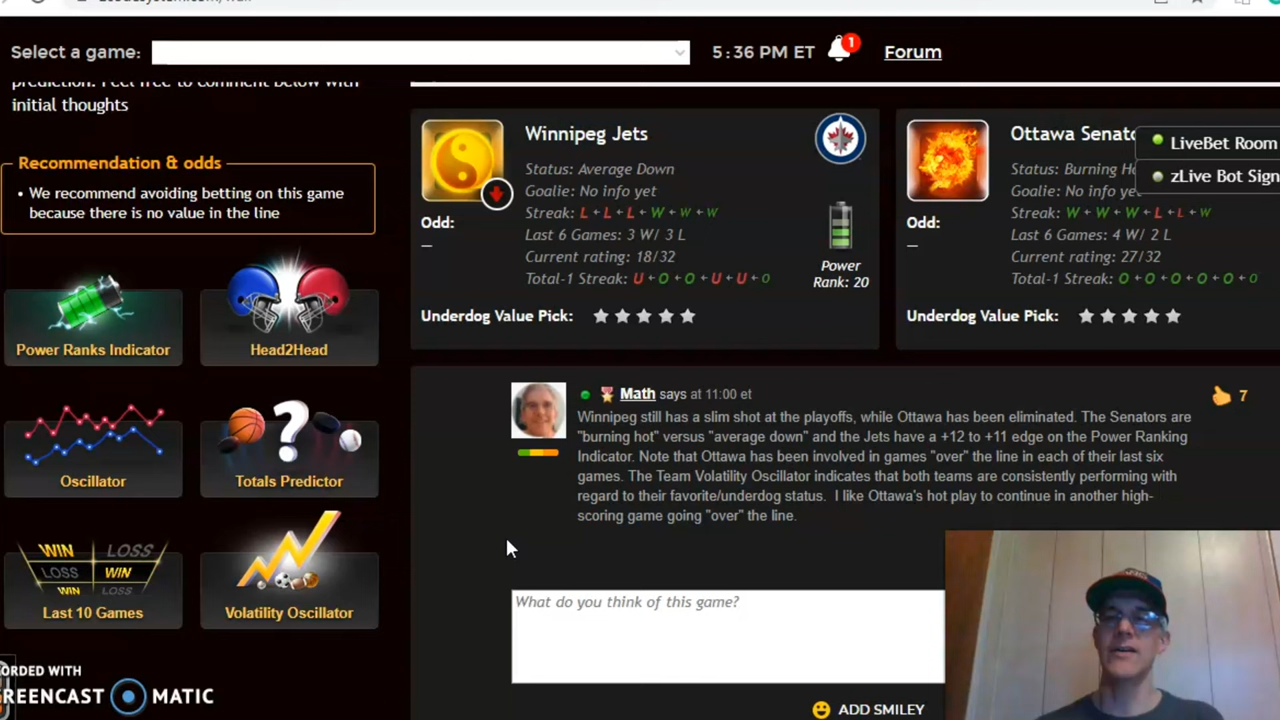 Select a game:
5:36 PM ET
1
Forum
initial thoughts
Recommendation & odds
• We recommend avoiding betting on this game
because there is no value in the line
Power Ranks Indicator
Head2Head
Oscillator
Totals Predictor
WIN LOSS
LOSS WIN
WIN LOSS
Last 10 Games
Volatility Oscillator
Winnipeg Jets
Status: Average Down
Goalie: No info yet
Odd:
—
Streak: L ← L ← L ← W ← W ← W
Last 6 Games: 3 W/ 3 L
Current rating: 18/32
Total-1 Streak: U ← O ← O ← U ← U ← O
Power
Rank: 20
Underdog Value Pick:
Ottawa Senato
Status: Burning Ho
Goalie: No info ye
Odd:
—
Streak: W ← W ← W ← L ← L ← W
Last 6 Games: 4 W/ 2 L
Current rating: 27/32
Total-1 Streak: O ← O ← O ← O ← O ← O
Underdog Value Pick:
LiveBet Room
zLive Bot Sign
Math says at 11:00 et
7
Winnipeg still has a slim shot at the playoffs, while Ottawa has been eliminated. The Senators are
"burning hot" versus "average down" and the Jets have a +12 to +11 edge on the Power Ranking
Indicator. Note that Ottawa has been involved in games "over" the line in each of their last six
games. The Team Volatility Oscillator indicates that both teams are consistently performing with
regard to their favorite/underdog status. I like Ottawa's hot play to continue in another high-
scoring game going "over" the line.
What do you think of this game?
ADD SMILEY
ORDED WITH
REENCAST MATIC